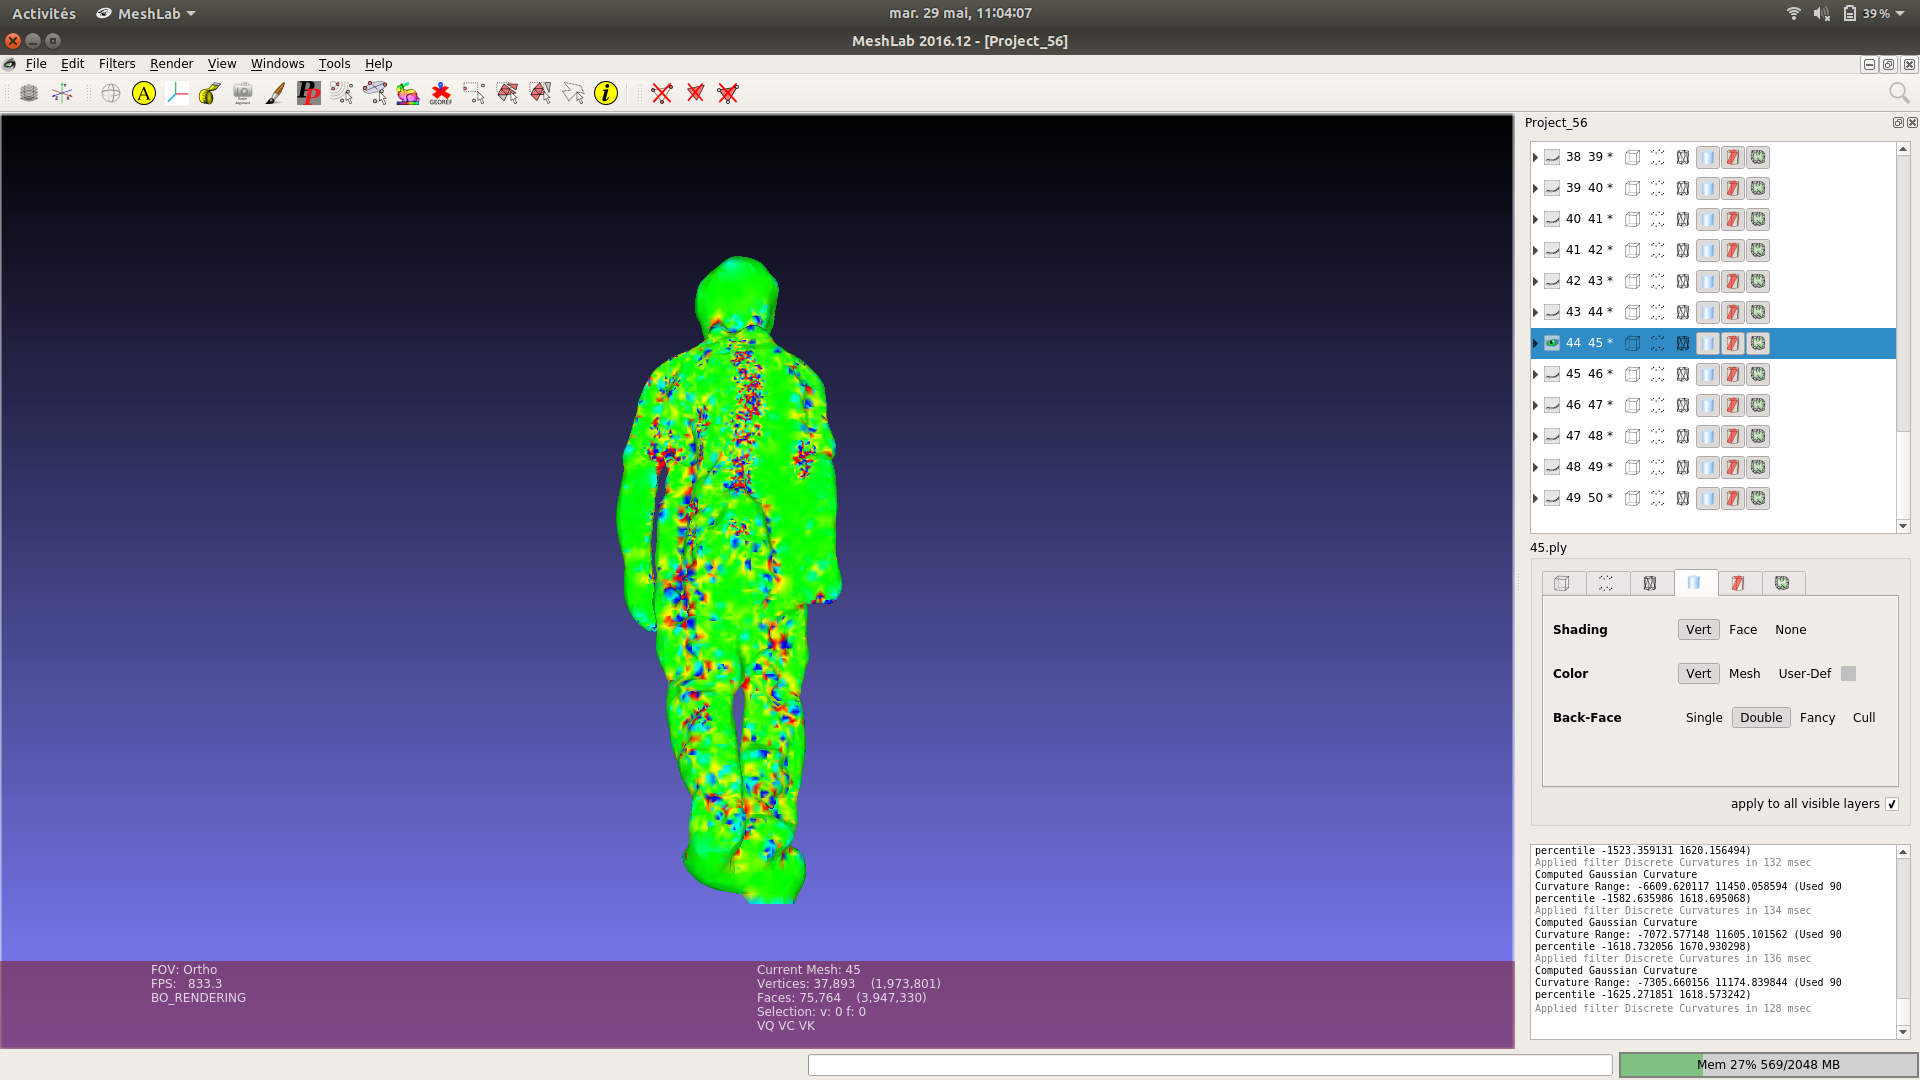 Activités MeshLab mar. 29 mai, 11:04:07 39 %
MeshLab 2016.12 - [Project_56]
File Edit Filters Render View Windows Tools Help
A PP GEOREF i
Project_56
38 39 *
39 40 *
40 41 *
41 42 *
42 43 *
43 44 *
44 45 *
45 46 *
46 47 *
47 48 *
48 49 *
49 50 *
45.ply
Shading Vert Face None
Color Vert Mesh User-Def
Back-Face Single Double Fancy Cull
apply to all visible layers
percentile -1523.359131 1620.156494)
Applied filter Discrete Curvatures in 132 msec
Computed Gaussian Curvature
Curvature Range: -6609.620117 11450.058594 (Used 90
percentile -1582.635986 1618.695068)
Applied filter Discrete Curvatures in 134 msec
Computed Gaussian Curvature
Curvature Range: -7072.577148 11605.101562 (Used 90
percentile -1618.732056 1670.930298)
Applied filter Discrete Curvatures in 136 msec
Computed Gaussian Curvature
Curvature Range: -7305.660156 11174.839844 (Used 90
percentile -1625.271851 1618.573242)
Applied filter Discrete Curvatures in 128 msec
FOV: Ortho
FPS: 833.3
BO_RENDERING
Current Mesh: 45
Vertices: 37,893 (1,973,801)
Faces: 75,764 (3,947,330)
Selection: v: 0 f: 0
VQ VC VK
Mem 27% 569/2048 MB